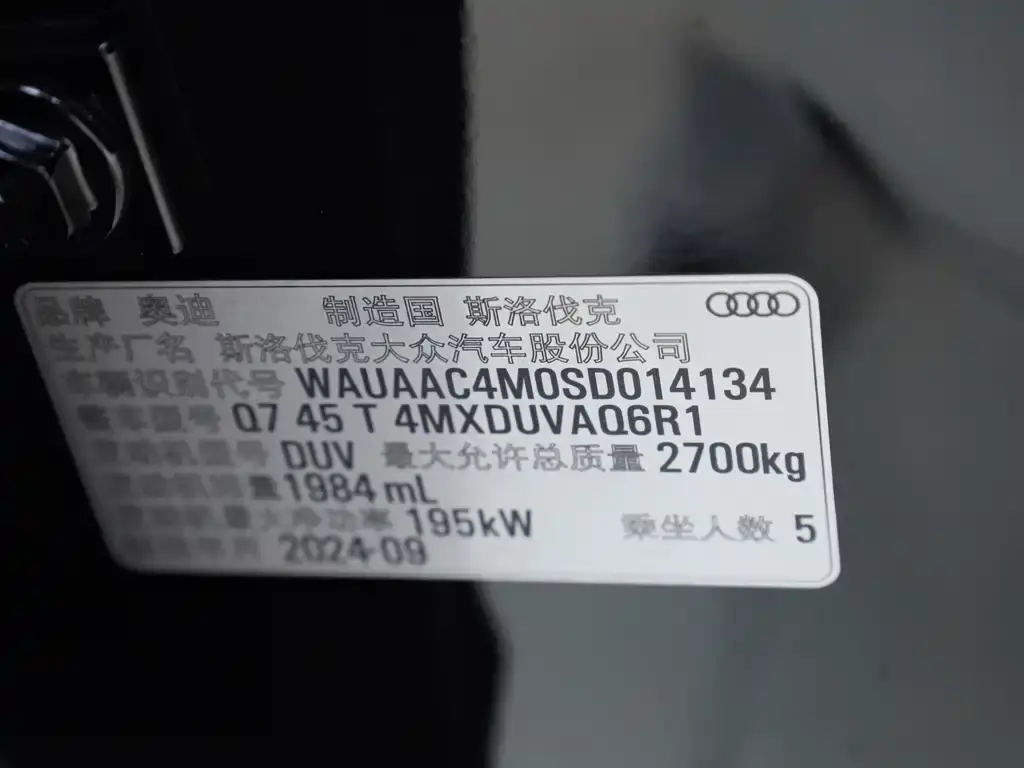 品牌 奥迪 制造国 斯洛伐克
生产厂名 斯洛伐克大众汽车股份公司
车辆识别代号 WAUAAC4M0SD014134
整车型号 Q7 45 T 4MXDUVAQ6R1
发动机型号 DUV 最大允许总质量 2700kg
发动机排量 1984 mL
发动机最大净功率 195kW 乘坐人数 5
制造年月 2024-09